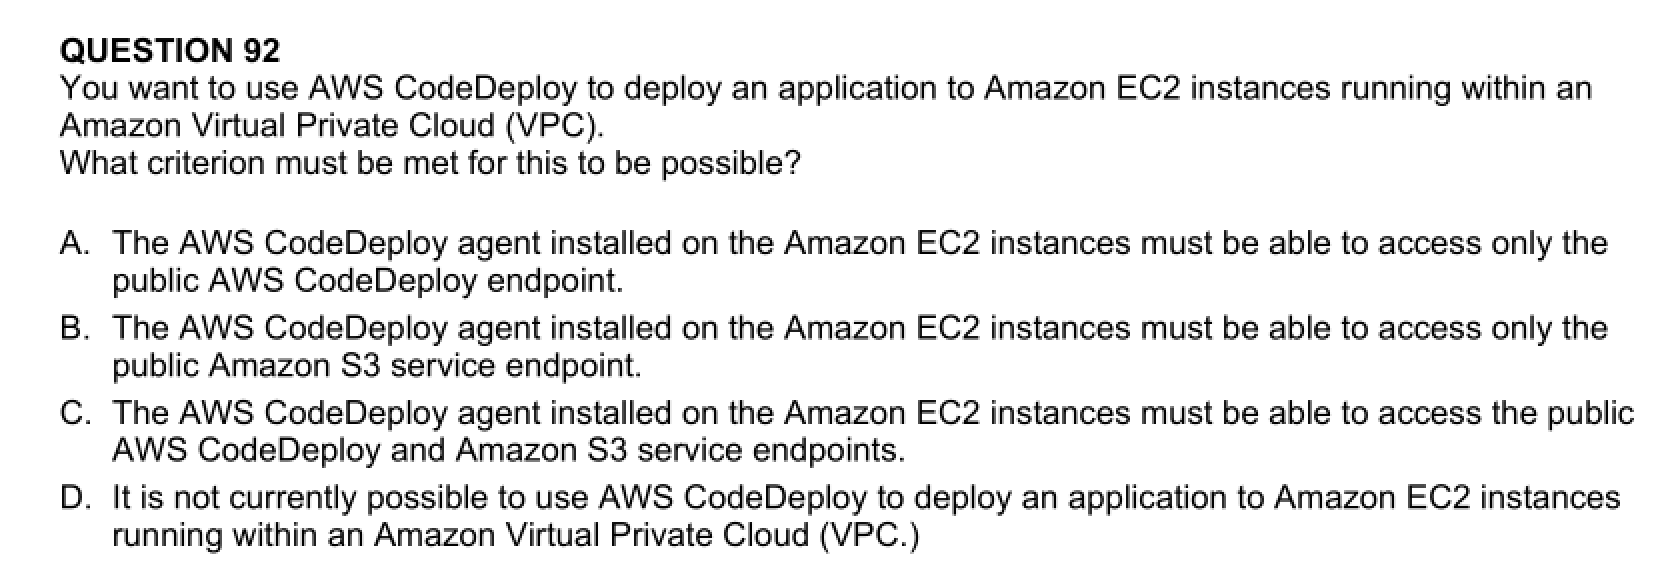 QUESTION 92
You want to use AWS CodeDeploy to deploy an application to Amazon EC2 instances running within an
Amazon Virtual Private Cloud (VPC).
What criterion must be met for this to be possible?
A. The AWS CodeDeploy agent installed on the Amazon EC2 instances must be able to access only the
public AWS CodeDeploy endpoint.
B. The AWS CodeDeploy agent installed on the Amazon EC2 instances must be able to access only the
public Amazon S3 service endpoint.
C. The AWS CodeDeploy agent installed on the Amazon EC2 instances must be able to access the public
AWS CodeDeploy and Amazon S3 service endpoints.
D. It is not currently possible to use AWS CodeDeploy to deploy an application to Amazon EC2 instances
running within an Amazon Virtual Private Cloud (VPC.)